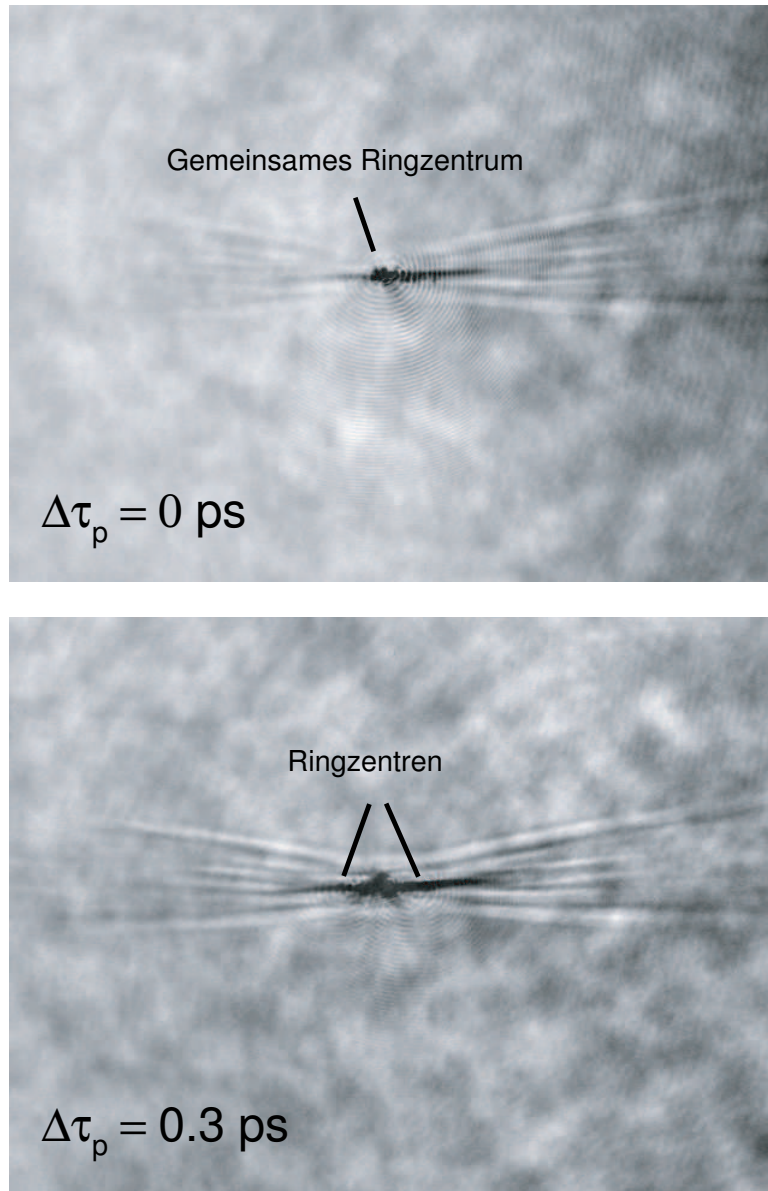 Gemeinsames Ringzentrum
Δτp = 0 ps
Ringzentren
Δτp = 0.3 ps